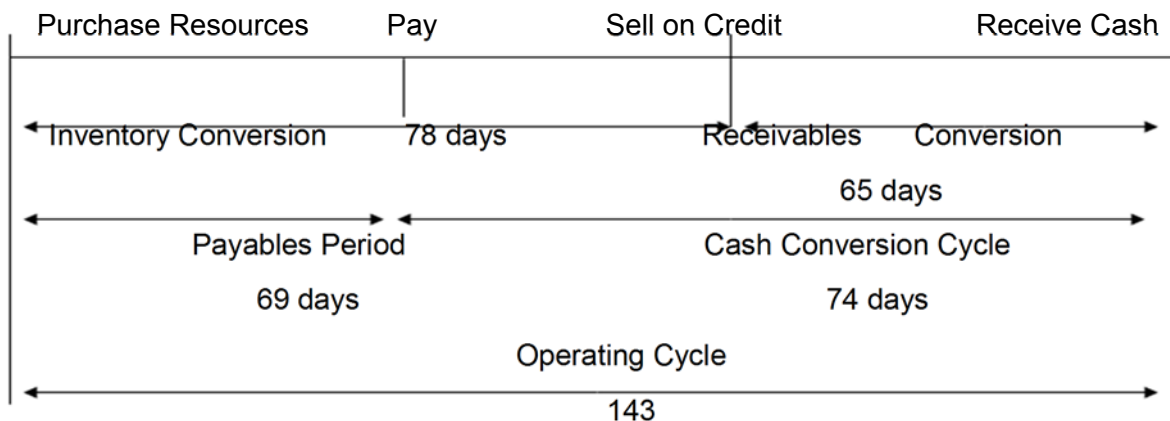 Purchase Resources Pay Sell on Credit Receive Cash
Inventory Conversion 78 days Receivables Conversion
65 days
Payables Period Cash Conversion Cycle
69 days 74 days
Operating Cycle
143